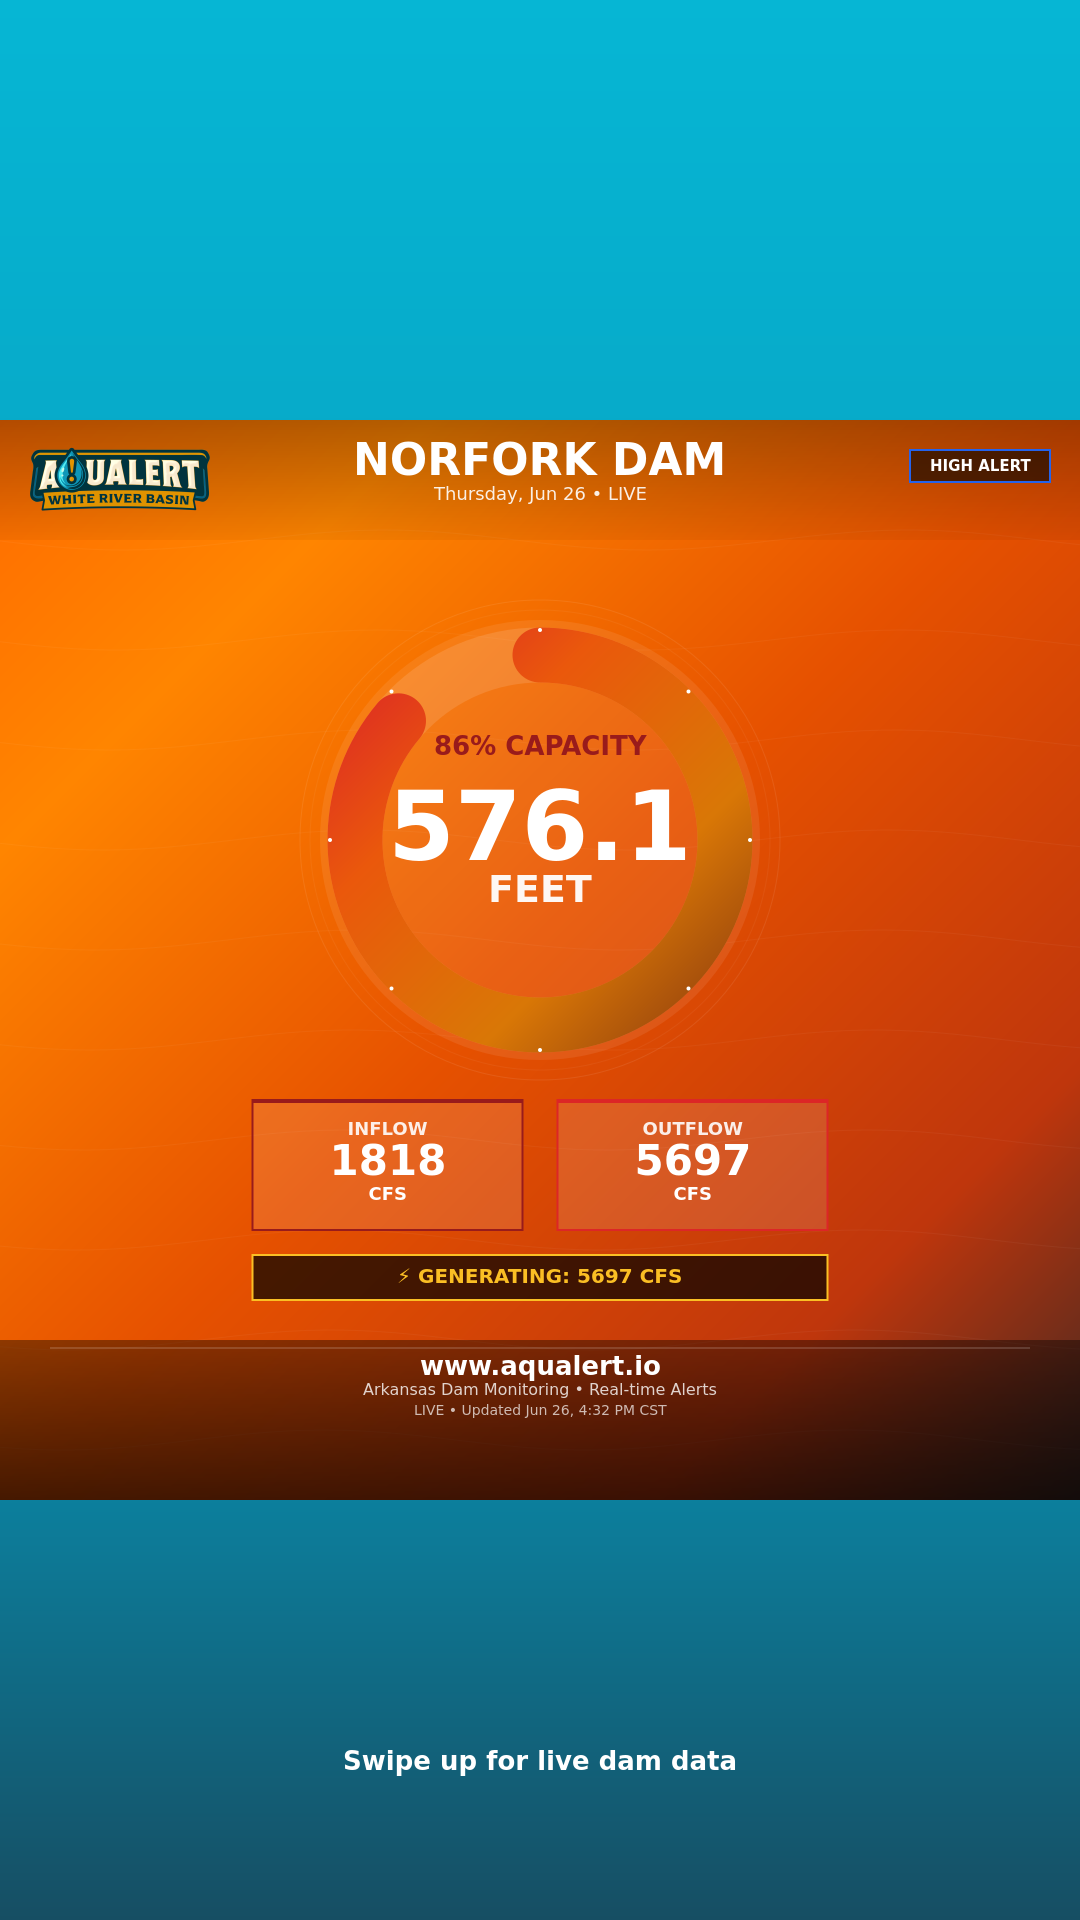 AQUALERT
WHITE RIVER BASIN
NORFORK DAM
Thursday, Jun 26 • LIVE
HIGH ALERT
86% CAPACITY
576.1
FEET
INFLOW
1818
CFS
OUTFLOW
5697
CFS
⚡ GENERATING: 5697 CFS
www.aqualert.io
Arkansas Dam Monitoring • Real-time Alerts
LIVE • Updated Jun 26, 4:32 PM CST
Swipe up for live dam data